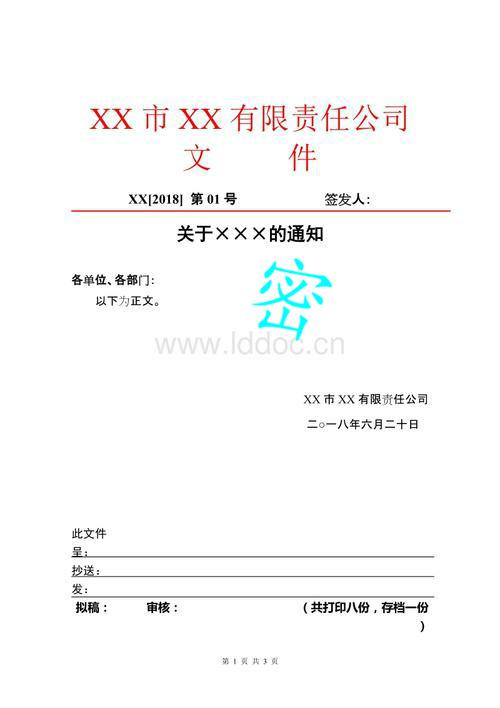 XX 市 XX 有限责任公司
文 件
XX[2018] 第 01 号 签发人：
关于×××的通知
各单位、各部门：
以下为正文。
密
www.lddoc.cn
XX 市 XX 有限责任公司
二○一八年六月二十日
此文件
呈：
抄送：
发：
拟稿： 审核： （共打印八份，存档一份
）
第 1 页 共 3 页